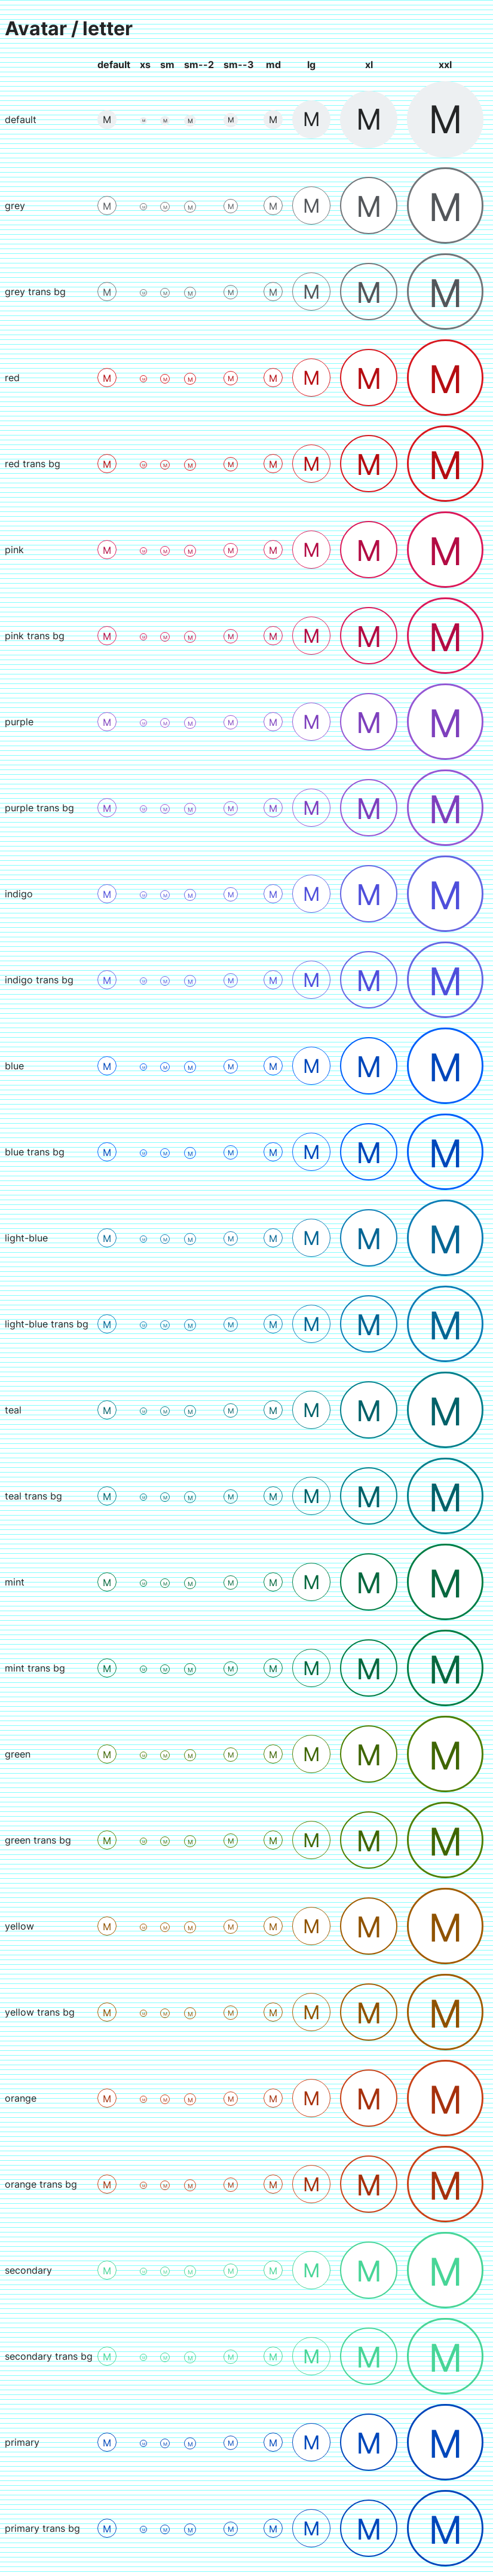 Avatar / letter
default xs sm sm--2 sm--3 md lg xl xxl
default M M M M M M M M M
grey M M M M M M M M M
grey trans bg M M M M M M M M M
red M M M M M M M M M
red trans bg M M M M M M M M M
pink M M M M M M M M M
pink trans bg M M M M M M M M M
purple M M M M M M M M M
purple trans bg M M M M M M M M M
indigo M M M M M M M M M
indigo trans bg M M M M M M M M M
blue M M M M M M M M M
blue trans bg M M M M M M M M M
light-blue M M M M M M M M M
light-blue trans bg M M M M M M M M M
teal M M M M M M M M M
teal trans bg M M M M M M M M M
mint M M M M M M M M M
mint trans bg M M M M M M M M M
green M M M M M M M M M
green trans bg M M M M M M M M M
yellow M M M M M M M M M
yellow trans bg M M M M M M M M M
orange M M M M M M M M M
orange trans bg M M M M M M M M M
secondary M M M M M M M M M
secondary trans bg M M M M M M M M M
primary M M M M M M M M M
primary trans bg M M M M M M M M M